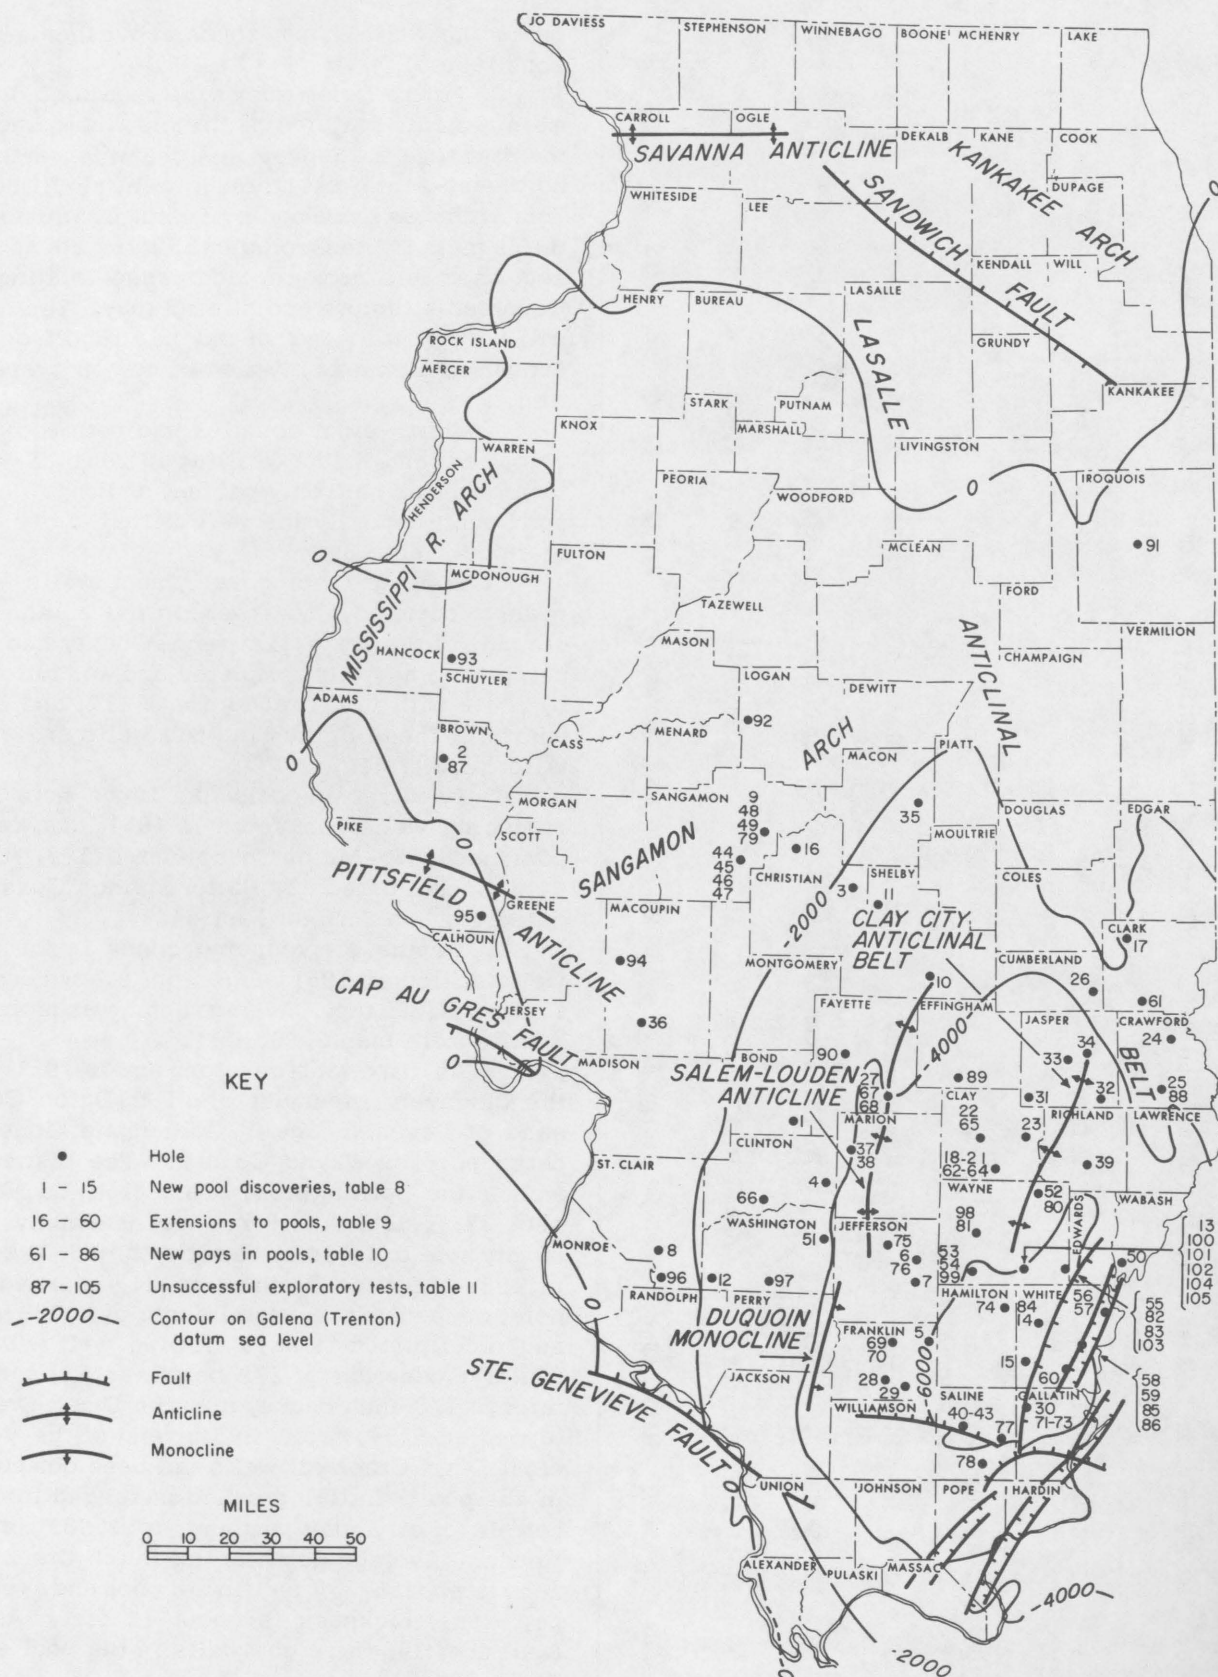 JO DAVIESS
STEPHENSON
WINNEBAGO
BOONE
MCHENRY
LAKE
CARROLL
OGLE
DEKALB
KANE
COOK
SAVANNA ANTICLINE
KANKAKEE ARCH
DUPAGE
WHITESIDE
LEE
SANDWICH FAULT
0
KENDALL
WILL
HENRY
BUREAU
LASALLE
LASALLE
GRUNDY
ROCK ISLAND
MERCER
KANKAKEE
STARK
PUTNAM
KNOX
MARSHALL
LIVINGSTON
WARREN
HENDERSON
PEORIA
WOODFORD
0
IROQUOIS
MISSISSIPPI R. ARCH
91
0
FULTON
MCLEAN
MCDONOUGH
FORD
TAZEWELL
ANTICLINAL
VERMILION
HANCOCK
93
MASON
CHAMPAIGN
SCHUYLER
LOGAN
DEWITT
ADAMS
BROWN
CASS
MENARD
92
ARCH
MACON
PIATT
0
2
87
MORGAN
SANGAMON
9
48
49
79
35
DOUGLAS
EDGAR
PIKE
SCOTT
MOULTRIE
0
16
PITTSFIELD ANTICLINE
SANGAMON
44
45
46
47
CHRISTIAN
SHELBY
COLES
3
11
GREENE
MACOUPIN
-2000
CLAY CITY
ANTICLINAL
BELT
95
CALHOUN
CLARK
17
94
MONTGOMERY
CUMBERLAND
CAP AU GRES FAULT
10
26
FAYETTE
EFFINGHAM
61
JERSEY
36
JASPER
CRAWFORD
-4000
24
0
MADISON
BOND
90
33
34
BELT
SALEM-LOUDEN
ANTICLINE
27
67
68
89
31
32
25
88
CLAY
RICHLAND
LAWRENCE
1
MARION
22
65
23
CLINTON
37
38
ST. CLAIR
18-21
62-64
39
4
WAYNE
52
80
WABASH
66
EDWARDS
WASHINGTON
JEFFERSON
98
81
13
100
101
102
104
105
MONROE
8
51
75
6
76
53
54
99
50
96
12
97
7
RANDOLPH
PERRY
HAMILTON
WHITE
56
57
74
84
14
55
82
83
103
0
DUQUOIN
MONOCLINE
FRANKLIN
5
69
70
6000
15
60
58
59
85
86
STE. GENEVIEVE FAULT
JACKSON
28
29
SALINE
GALLATIN
WILLIAMSON
30
71-73
40-43
77
78
0
UNION
JOHNSON
POPE
HARDIN
ALEXANDER
PULASKI
MASSAC
-4000
-2000
0
KEY
Hole
1 - 15 New pool discoveries, table 8
16 - 60 Extensions to pools, table 9
61 - 86 New pays in pools, table 10
87 - 105 Unsuccessful exploratory tests, table 11
-2000 Contour on Galena (Trenton)
datum sea level
Fault
Anticline
Monocline
MILES
0 10 20 30 40 50